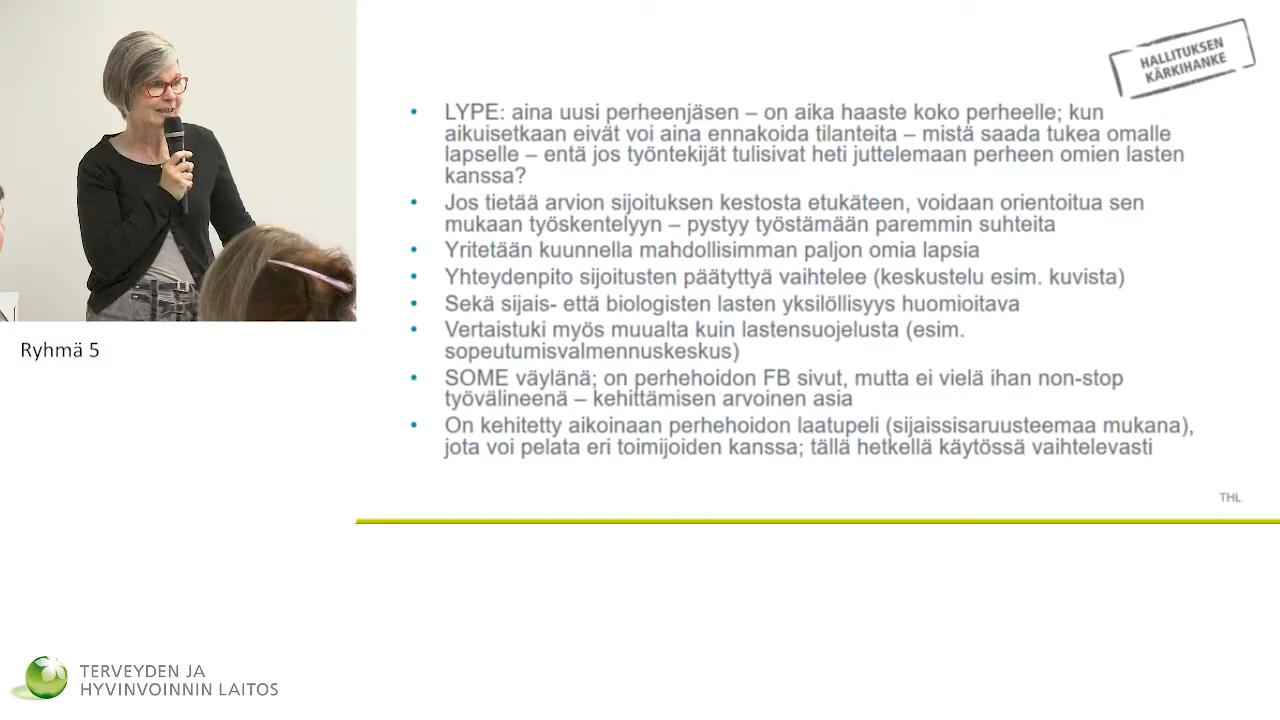 HALLITUKSEN
KÄRKIHANKE
• LYPE: aina uusi perheenjäsen – on aika haaste koko perheelle; kun
aikuisetkaan eivät voi aina ennakoida tilanteita – mistä saada tukea omalle
lapselle – entä jos työntekijät tulisivat heti juttelemaan perheen omien lasten
kanssa?
• Jos tietää arvion sijoituksen kestosta etukäteen, voidaan orientoitua sen
mukaan työskentelyyn – pystyy työstämään paremmin suhteita
• Yritetään kuunnella mahdollisimman paljon omia lapsia
• Yhteydenpito sijoitusten päätyttyä vaihtelee (keskustelu esim. kuvista)
• Sekä sijais- että biologisten lasten yksilöllisyys huomioitava
• Vertaistuki myös muualta kuin lastensuojelusta (esim.
sopeutumisvalmennuskeskus)
• SOME väylänä; on perhehoidon FB sivut, mutta ei vielä ihan non-stop
työvälineenä – kehittämisen arvoinen asia
• On kehitetty aikoinaan perhehoidon laatupeli (sijaissisaruusteemaa mukana),
jota voi pelata eri toimijoiden kanssa; tällä hetkellä käytössä vaihtelevasti
THL
Ryhmä 5
TERVEYDEN JA
HYVINVOINNIN LAITOS